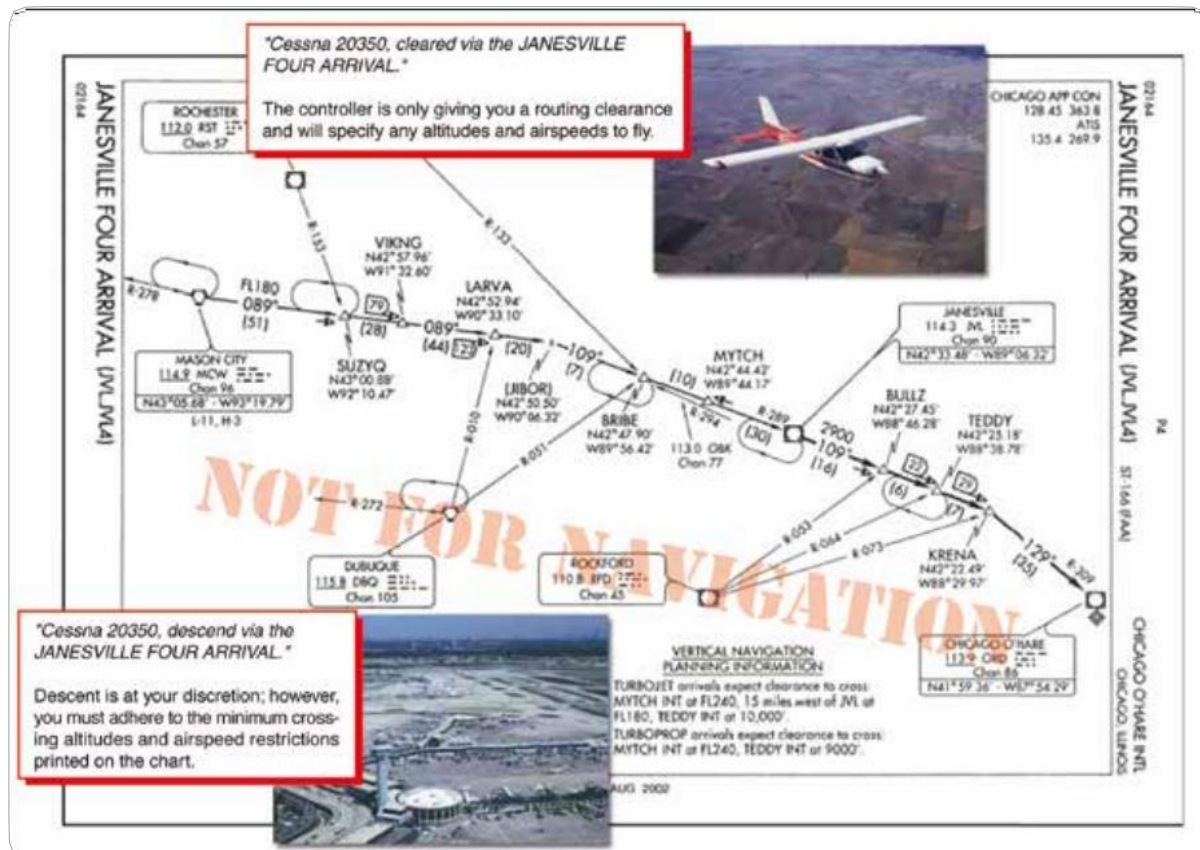 "Cessna 20350, cleared via the JANESVILLE
FOUR ARRIVAL."
The controller is only giving you a routing clearance
and will specify any altitudes and airspeeds to fly.
JANESVILLE FOUR ARRIVAL (JVL.JVL4)
02164
ROCHESTER
112.0 RST
Chan 57
CHICAGO APP CON
128.45 363.8
ATIS
135.4 269.9
02164
JANESVILLE FOUR ARRIVAL (JVL.JVL4)
P4
ST-166 (FAA)
CHICAGO O'HARE INTL
CHICAGO, ILLINOIS
R-153
R-133
VIKNG
N42°57.96'
W91°32.60'
LARVA
N42°52.94'
W90°33.10'
R-278
FL180
089°
(51)
79
(28)
089°
(44)
123
(20)
109°
(7)
MASON CITY
114.9 MCW
Chan 96
N43°05.68' - W93°19.79'
L-11, H-3
SUZYQ
N43°00.88'
W92°10.47'
(JIBOR)
N42°50.50'
W90°06.32'
BRIBE
N42°47.90'
W89°56.42'
MYTCH
N42°44.42'
W89°44.17'
(10)
R-294
R-289
(30)
113.0 OBK
Chan 77
JANESVILLE
114.3 JVL
Chan 90
N42°33.48' - W89°06.32'
BULLZ
N42°27.45'
W88°46.28'
TEDDY
N42°25.18'
W88°38.78'
2900
109°
(16)
22
(6)
29
(7)
R-010
R-051
R-272
DUBUQUE
115.8 DBQ
Chan 105
ROCKFORD
110.8 RFD
Chan 45
R-053
R-064
R-073
KRENA
N42°22.49'
W88°29.97'
129°
(35)
R-309
CHICAGO O'HARE
113.9 ORD
Chan 86
N41°59.36' - W87°54.29'
NOT FOR NAVIGATION
"Cessna 20350, descend via the
JANESVILLE FOUR ARRIVAL."
Descent is at your discretion; however,
you must adhere to the minimum cross-
ing altitudes and airspeed restrictions
printed on the chart.
VERTICAL NAVIGATION
PLANNING INFORMATION
TURBOJET arrivals expect clearance to cross:
MYTCH INT at FL240, 15 miles west of JVL at
FL180, TEDDY INT at 10,000'.
TURBOPROP arrivals expect clearance to cross:
MYTCH INT at FL240, TEDDY INT at 9000'.
AUG 2002